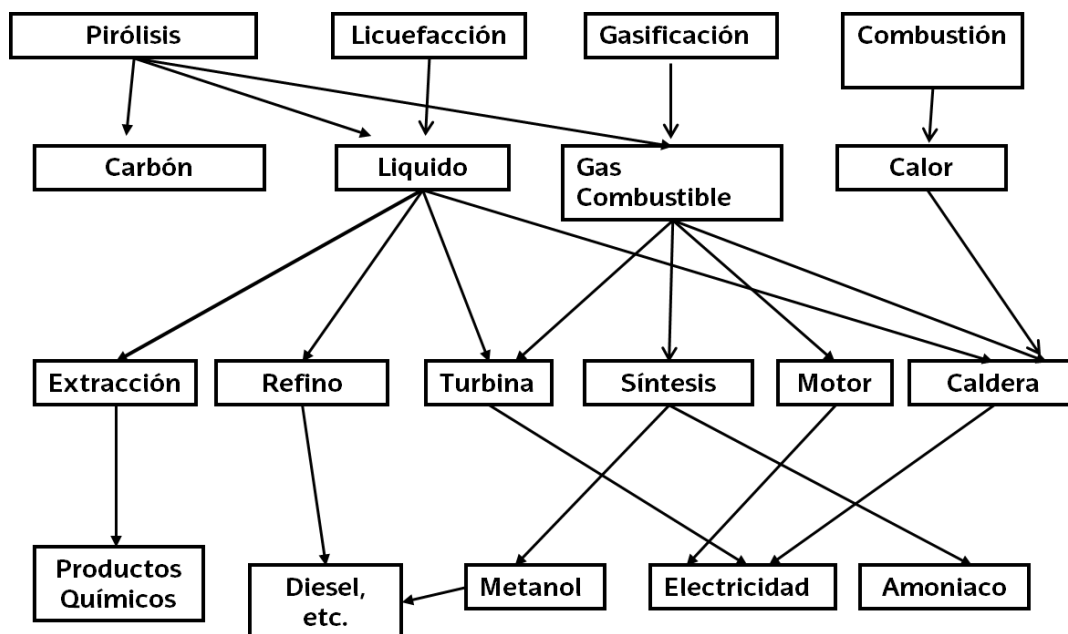 Pirólisis
Licuefacción
Gasificación
Combustión
Carbón
Liquido
Gas
Combustible
Calor
Extracción
Refino
Turbina
Síntesis
Motor
Caldera
Productos
Químicos
Diesel,
etc.
Metanol
Electricidad
Amoniaco